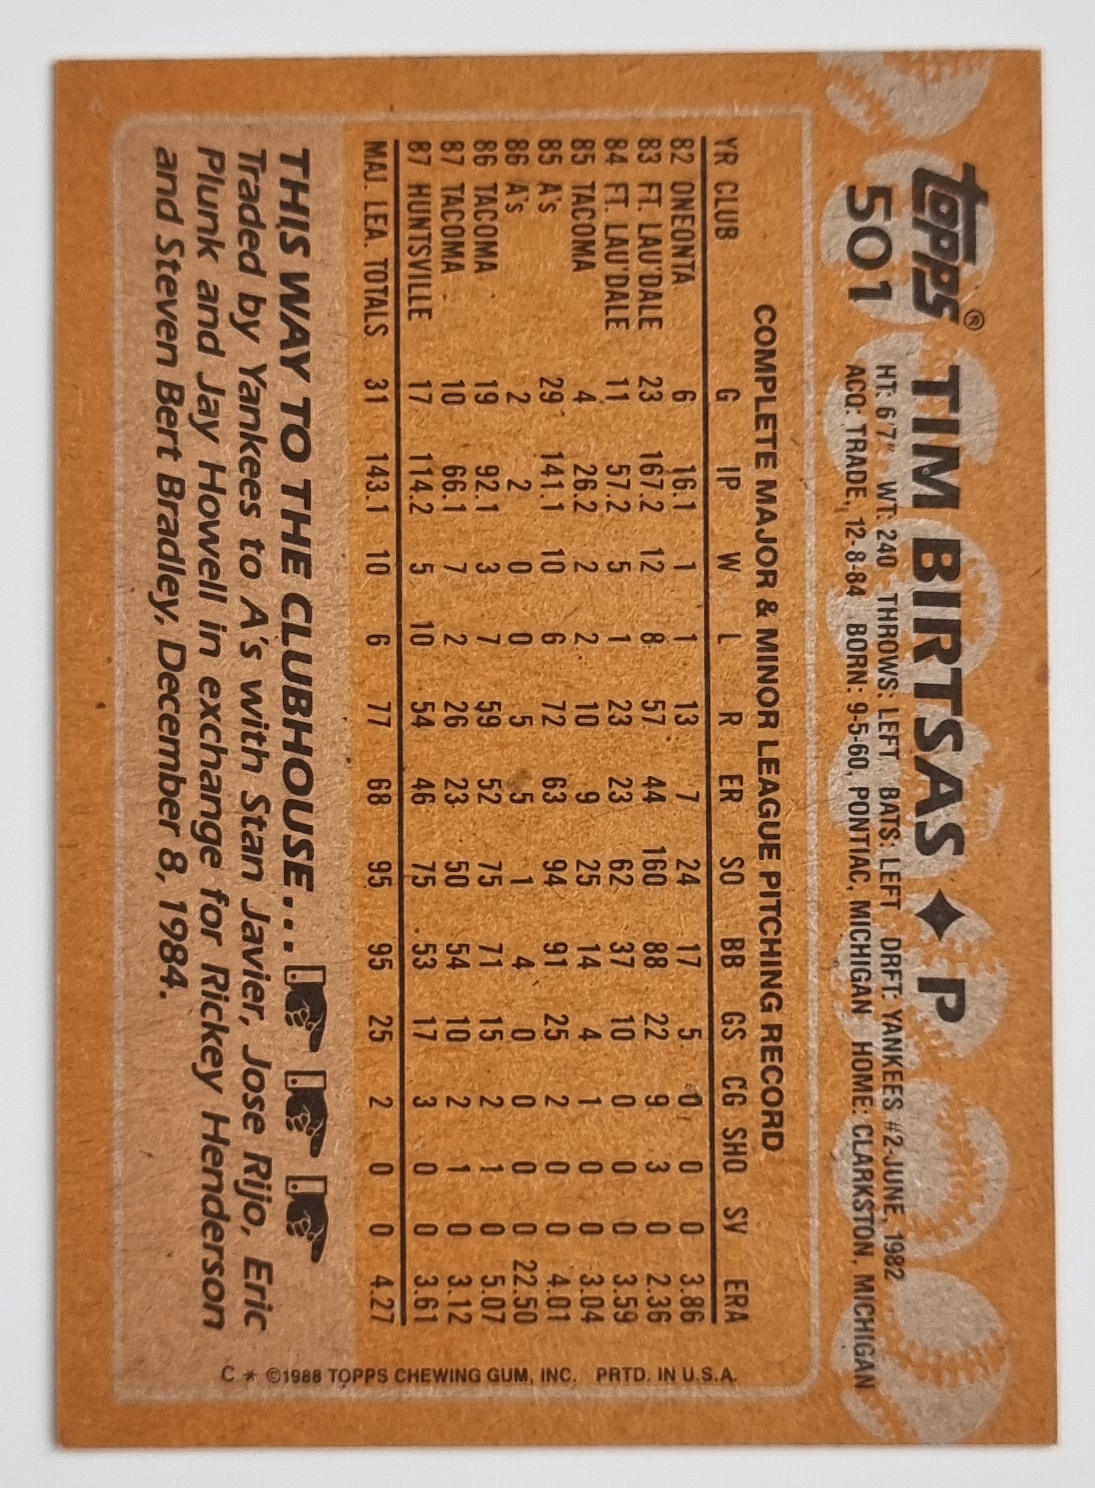 topps®
501
TIM BIRTSAS ◆ P
HT: 6'7" WT: 240 THROWS: LEFT BATS: LEFT DRFT: YANKEES #2-JUNE, 1982
ACQ: TRADE, 12-8-84 BORN: 9-5-60, PONTIAC, MICHIGAN HOME: CLARKSTON, MICHIGAN
COMPLETE MAJOR & MINOR LEAGUE PITCHING RECORD
YR CLUB G IP W L R ER SO BB GS CG SHO SV ERA
82 ONEONTA 6 16.1 1 1 13 7 24 17 5 0 0 0 3.86
83 FT. LAU'DALE 23 167.2 12 8 57 44 160 88 22 9 3 0 2.36
84 FT. LAU'DALE 11 57.2 5 1 23 23 62 37 10 0 0 0 3.59
85 TACOMA 4 26.2 2 2 10 9 25 14 4 1 0 0 3.04
85 A's 29 141.1 10 6 72 63 94 91 25 2 0 0 4.01
86 A's 2 2 0 0 5 5 1 4 0 0 0 0 22.50
86 TACOMA 19 92.1 3 7 59 52 75 71 15 2 1 0 5.07
87 TACOMA 10 66.1 7 2 26 23 50 54 10 2 1 0 3.12
87 HUNTSVILLE 17 114.2 5 10 54 46 75 53 17 3 0 0 3.61
MAJ. LEA. TOTALS 31 143.1 10 6 77 68 95 95 25 2 0 0 4.27
THIS WAY TO THE CLUBHOUSE...
Traded by Yankees to A's with Stan Javier, Jose Rijo, Eric
Plunk and Jay Howell in exchange for Rickey Henderson
and Steven Bert Bradley, December 8, 1984.
C * ©1988 TOPPS CHEWING GUM, INC. PRTD. IN U.S.A.